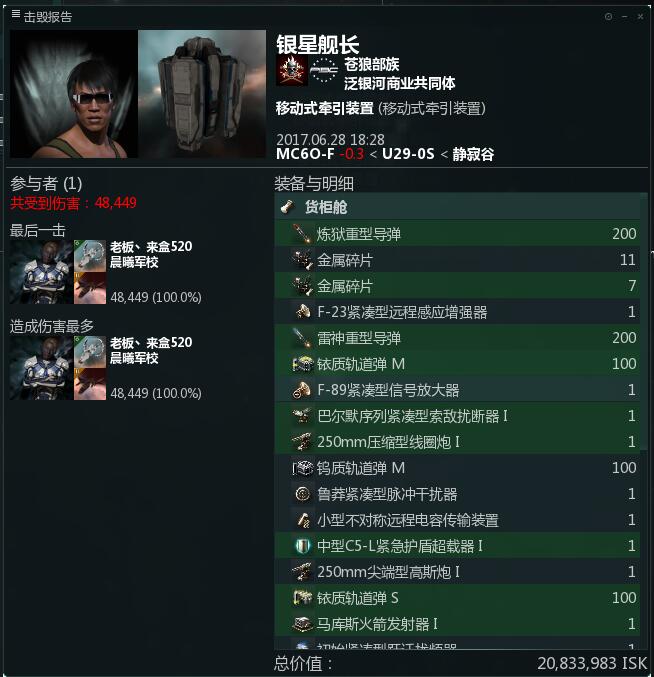 击毁报告
银星舰长
苍狼部族
泛银河商业共同体
移动式牵引装置 (移动式牵引装置)
2017.06.28 18:28
MC6O-F -0.3 < U29-0S < 静寂谷
参与者 (1)
共受到伤害：48,449
最后一击
老板、来盒520
晨曦军校
48,449 (100.0%)
造成伤害最多
老板、来盒520
晨曦军校
48,449 (100.0%)
装备与明细
货柜舱
炼狱重型导弹 200
金属碎片 11
金属碎片 7
F-23紧凑型远程感应增强器 1
雷神重型导弹 200
铱质轨道弹 M 100
F-89紧凑型信号放大器 1
巴尔默序列紧凑型索敌扰断器 I 1
250mm压缩型线圈炮 I 1
钨质轨道弹 M 100
鲁莽紧凑型脉冲干扰器 1
小型不对称远程电容传输装置 1
中型C5-L紧急护盾超载器 I 1
250mm尖端型高斯炮 I 1
铱质轨道弹 S 100
马库斯火箭发射器 I 1
初始紧凑型跃迁扰频器
总价值： 20,833,983 ISK